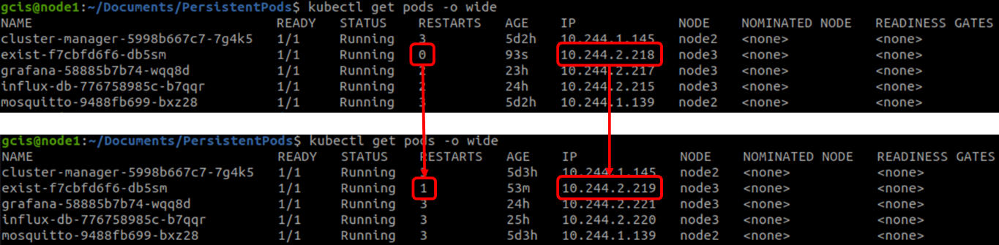 gcis@node1:~/Documents/PersistentPods$ kubectl get pods -o wide
NAME READY STATUS RESTARTS AGE IP NODE NOMINATED NODE READINESS GATES
cluster-manager-5998b667c7-7g4k5 1/1 Running 3 5d2h 10.244.1.145 node2 <none> <none>
exist-f7cbfd6f6-db5sm 1/1 Running 0 93s 10.244.2.218 node3 <none> <none>
grafana-58885b7b74-wqq8d 1/1 Running 2 23h 10.244.2.217 node3 <none> <none>
influx-db-776758985c-b7qqr 1/1 Running 2 24h 10.244.2.215 node3 <none> <none>
mosquitto-9488fb699-bxz28 1/1 Running 3 5d2h 10.244.1.139 node2 <none> <none>
gcis@node1:~/Documents/PersistentPods$ kubectl get pods -o wide
NAME READY STATUS RESTARTS AGE IP NODE NOMINATED NODE READINESS GATES
cluster-manager-5998b667c7-7g4k5 1/1 Running 5d3h 10.244.1.145 node2 <none> <none>
exist-f7cbfd6f6-db5sm 1/1 Running 1 53m 10.244.2.219 node3 <none> <none>
grafana-58885b7b74-wqq8d 1/1 Running 3 24h 10.244.2.221 node3 <none> <none>
influx-db-776758985c-b7qqr 1/1 Running 3 25h 10.244.2.220 node3 <none> <none>
mosquitto-9488fb699-bxz28 1/1 Running 3 5d3h 10.244.1.139 node2 <none> <none>